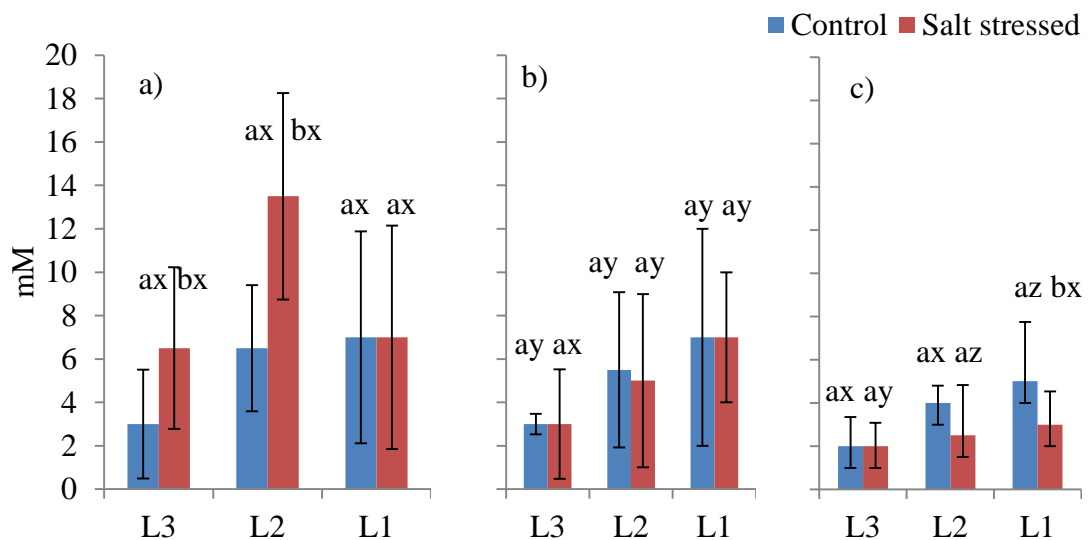 Control Salt stressed
a)
b)
c)
mM
20
18
16
14
12
10
8
6
4
2
0
ax bx
ax bx
ax ax
ay ax
ay ay
ay ay
ax ay
ax az
az bx
L3 L2 L1
L3 L2 L1
L3 L2 L1